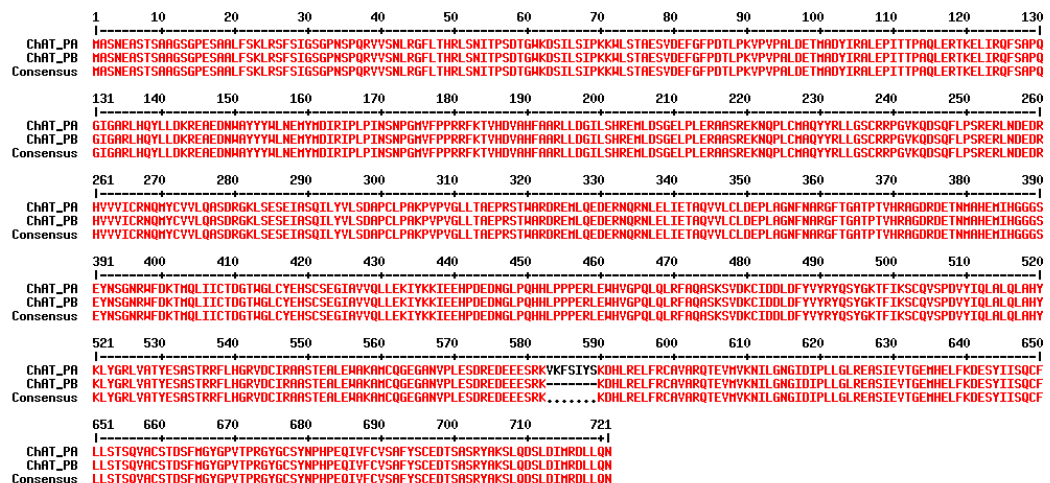 1 10 20 30 40 50 60 70 80 90 100 110 120 130
|--------+---------+---------+---------+---------+---------+---------+---------+---------+---------+---------+---------+---------|
ChAT_PA MASNEASTSAAGSGPESAALFSKLRSFSIGSGPNSPQRVVSNLRGFLTHRLSNITPSDTGWKDSILSIPKKWLSTAESVDEFGFPDTLPKVPVPALDETMADYIRALEPITTPAQLERTKELIRQFSAPQ
ChAT_PB MASNEASTSAAGSGPESAALFSKLRSFSIGSGPNSPQRVVSNLRGFLTHRLSNITPSDTGWKDSILSIPKKWLSTAESVDEFGFPDTLPKVPVPALDETMADYIRALEPITTPAQLERTKELIRQFSAPQ
Consensus MASNEASTSAAGSGPESAALFSKLRSFSIGSGPNSPQRVVSNLRGFLTHRLSNITPSDTGWKDSILSIPKKWLSTAESVDEFGFPDTLPKVPVPALDETMADYIRALEPITTPAQLERTKELIRQFSAPQ
131 140 150 160 170 180 190 200 210 220 230 240 250 260
|--------+---------+---------+---------+---------+---------+---------+---------+---------+---------+---------+---------+---------|
ChAT_PA GIGARLHQYLLDKREAEDNWAYYYWLNEMYMDIRIPLPINSNPGMVFPPRRFKTVHDVAHFAARLLDGILSHREMLDSGELPLERAASREKNQPLCMAQYYRLLGSCRRPGVKQDSQFLPSRERLNDEDR
ChAT_PB GIGARLHQYLLDKREAEDNWAYYYWLNEMYMDIRIPLPINSNPGMVFPPRRFKTVHDVAHFAARLLDGILSHREMLDSGELPLERAASREKNQPLCMAQYYRLLGSCRRPGVKQDSQFLPSRERLNDEDR
Consensus GIGARLHQYLLDKREAEDNWAYYYWLNEMYMDIRIPLPINSNPGMVFPPRRFKTVHDVAHFAARLLDGILSHREMLDSGELPLERAASREKNQPLCMAQYYRLLGSCRRPGVKQDSQFLPSRERLNDEDR
261 270 280 290 300 310 320 330 340 350 360 370 380 390
|--------+---------+---------+---------+---------+---------+---------+---------+---------+---------+---------+---------+---------|
ChAT_PA HVVVICRNQMYCVVLQASDRGKLSESEIASQILYVLSDAPCLPAKPVPVGLLTAEPRSTWARDREMLQEDERNQRNLELIETAQVVLCLDEPLAGNFNARGFTGATPTVHRAGDRDETNMAHEMIHGGGS
ChAT_PB HVVVICRNQMYCVVLQASDRGKLSESEIASQILYVLSDAPCLPAKPVPVGLLTAEPRSTWARDREMLQEDERNQRNLELIETAQVVLCLDEPLAGNFNARGFTGATPTVHRAGDRDETNMAHEMIHGGGS
Consensus HVVVICRNQMYCVVLQASDRGKLSESEIASQILYVLSDAPCLPAKPVPVGLLTAEPRSTWARDREMLQEDERNQRNLELIETAQVVLCLDEPLAGNFNARGFTGATPTVHRAGDRDETNMAHEMIHGGGS
391 400 410 420 430 440 450 460 470 480 490 500 510 520
|--------+---------+---------+---------+---------+---------+---------+---------+---------+---------+---------+---------+---------|
ChAT_PA EYNSGNRWFDKTMQLIICTDGTWGLCYEHSCSEGIAVVQLLEKIYKKIEEHPDEDNGLPQHHLPPPERLEWHVGPQLQLRFAQASKSVDKCIDDLDFYVYRYQSYGKTFIKSCQVSPDVYIQLALQLAHY
ChAT_PB EYNSGNRWFDKTMQLIICTDGTWGLCYEHSCSEGIAVVQLLEKIYKKIEEHPDEDNGLPQHHLPPPERLEWHVGPQLQLRFAQASKSVDKCIDDLDFYVYRYQSYGKTFIKSCQVSPDVYIQLALQLAHY
Consensus EYNSGNRWFDKTMQLIICTDGTWGLCYEHSCSEGIAVVQLLEKIYKKIEEHPDEDNGLPQHHLPPPERLEWHVGPQLQLRFAQASKSVDKCIDDLDFYVYRYQSYGKTFIKSCQVSPDVYIQLALQLAHY
521 530 540 550 560 570 580 590 600 610 620 630 640 650
|--------+---------+---------+---------+---------+---------+---------+---------+---------+---------+---------+---------+---------|
ChAT_PA KLYGRLVATYESASTRRFLHGRVDCIRAASTEALEWAKAMCQGEGANVPLESDREDEEESRKVKFSIYSKDHLRELFRCAVARQTEVMVKNILGNGIDIPLLGLREASIEVTGEMHELFKDESYIISQCF
ChAT_PB KLYGRLVATYESASTRRFLHGRVDCIRAASTEALEWAKAMCQGEGANVPLESDREDEEESRK-------KDHLRELFRCAVARQTEVMVKNILGNGIDIPLLGLREASIEVTGEMHELFKDESYIISQCF
Consensus KLYGRLVATYESASTRRFLHGRVDCIRAASTEALEWAKAMCQGEGANVPLESDREDEEESRK.......KDHLRELFRCAVARQTEVMVKNILGNGIDIPLLGLREASIEVTGEMHELFKDESYIISQCF
651 660 670 680 690 700 710 721
|--------+---------+---------+---------+---------+---------+---------+|
ChAT_PA LLSTSQVACSTDSFMGYGPVTPRGYGCSYNPHPEQIVFCVSAFYSCEDTSASRYAKSLQDSLDIMRDLLQN
ChAT_PB LLSTSQVACSTDSFMGYGPVTPRGYGCSYNPHPEQIVFCVSAFYSCEDTSASRYAKSLQDSLDIMRDLLQN
Consensus LLSTSQVACSTDSFMGYGPVTPRGYGCSYNPHPEQIVFCVSAFYSCEDTSASRYAKSLQDSLDIMRDLLQN